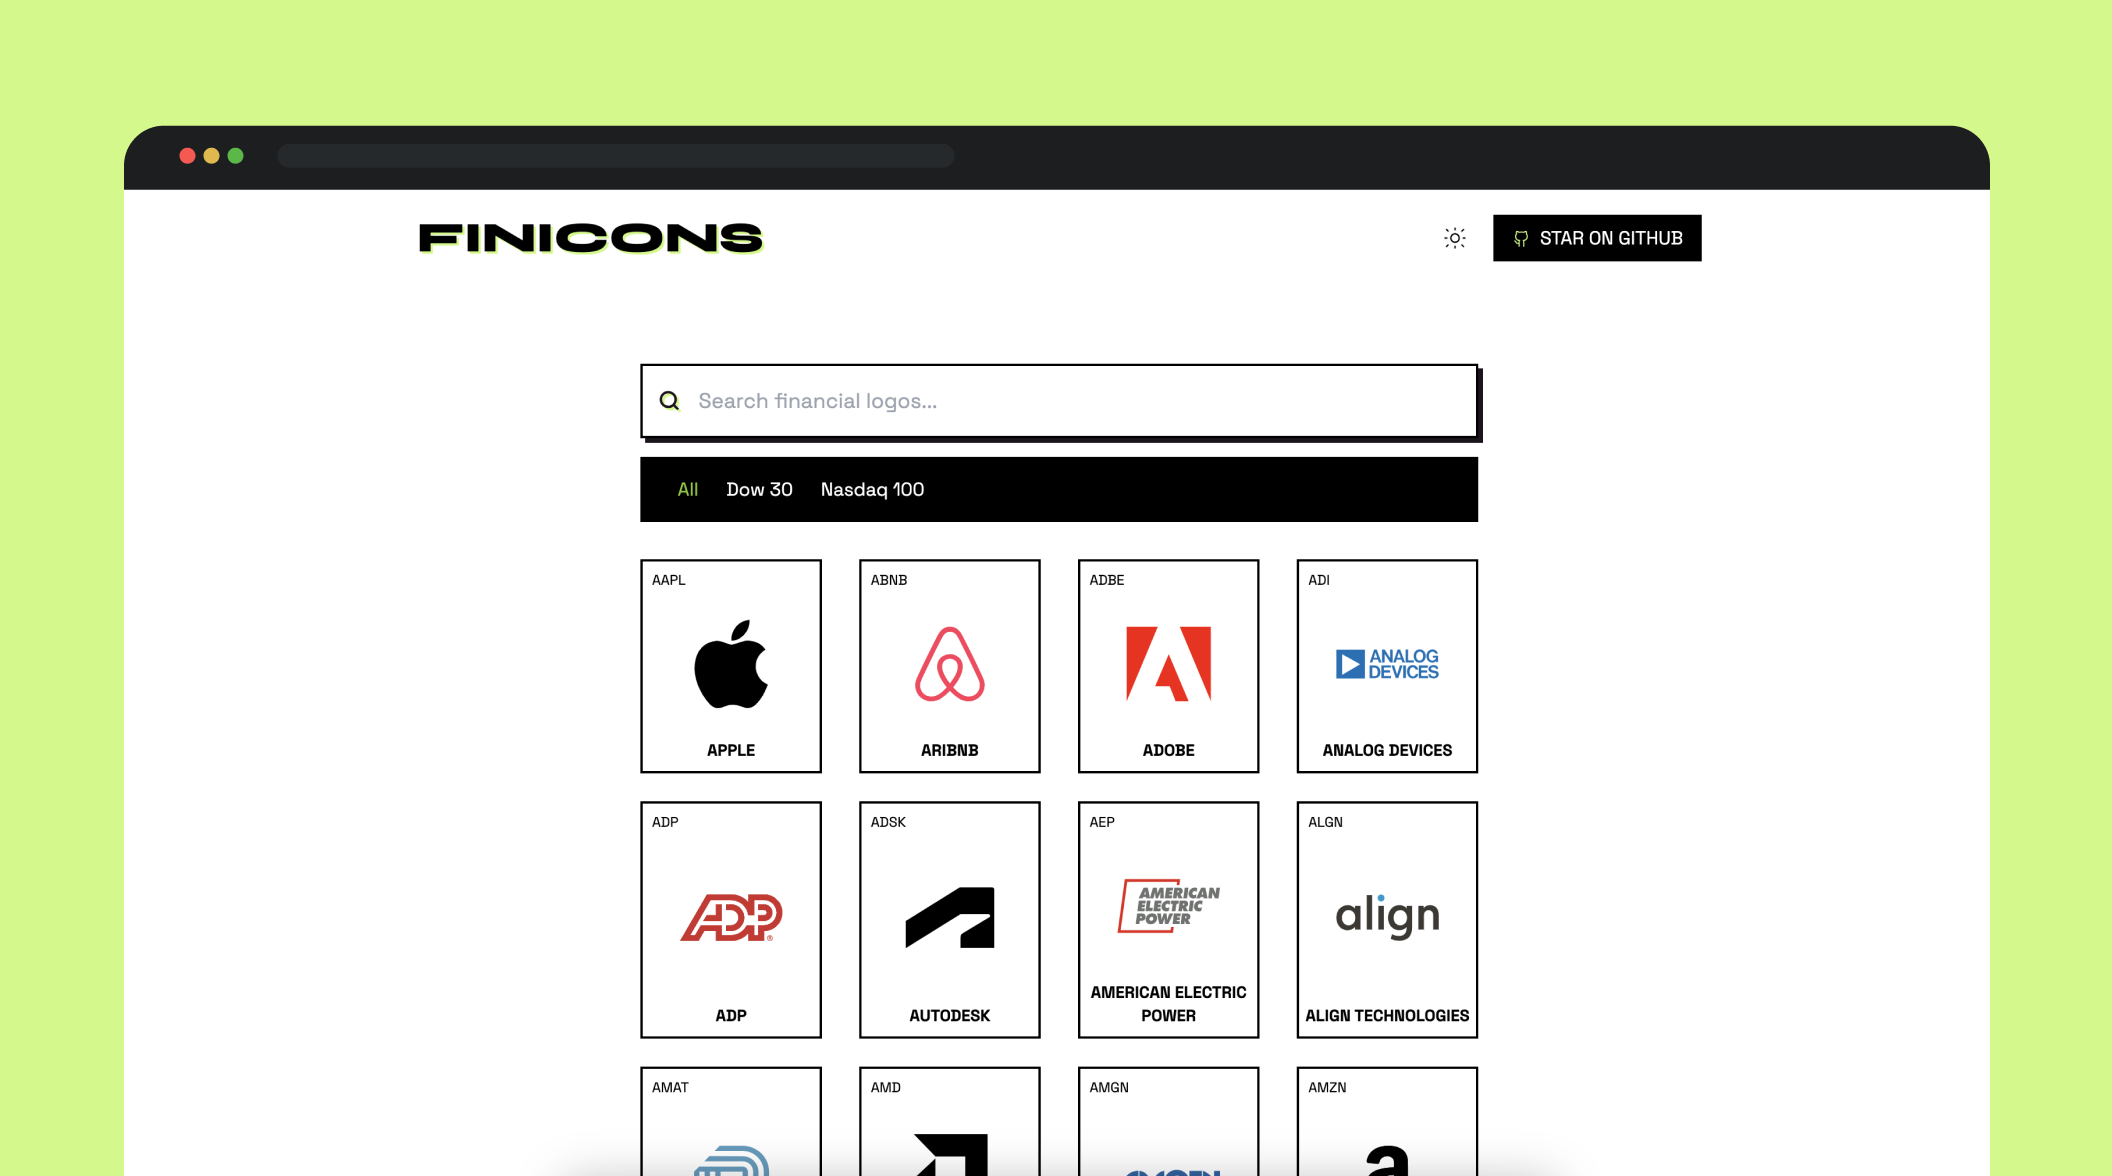 FINICONS
STAR ON GITHUB
Search financial logos...
All Dow 30 Nasdaq 100
AAPL
APPLE
ABNB
ARIBNB
ADBE
ADOBE
ADI
ANALOG
DEVICES
ANALOG DEVICES
ADP
ADP
ADP
ADSK
AUTODESK
AEP
AMERICAN
ELECTRIC
POWER
AMERICAN ELECTRIC
POWER
ALGN
align
ALIGN TECHNOLOGIES
AMAT
AMD
AMGN
AMZN
a